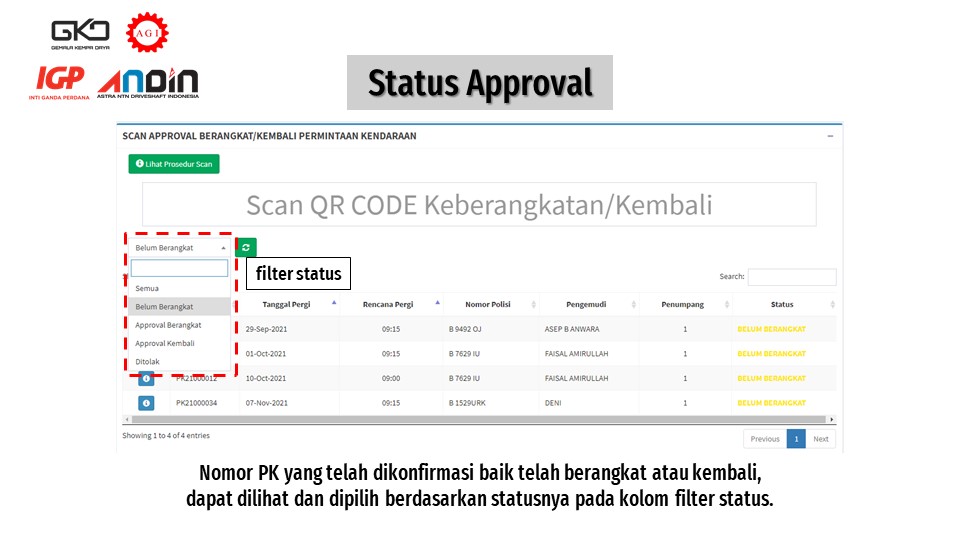 GKD
GEMALA KEMPA DAYA
AGI
IGP
INTI GANDA PERDANA
ANDIN
ASTRA NTN DRIVESHAFT INDONESIA
Status Approval
SCAN APPROVAL BERANGKAT/KEMBALI PERMINTAAN KENDARAAN
Lihat Prosedur Scan
Scan QR CODE Keberangkatan/Kembali
Belum Berangkat
filter status
Search:
Semua
Belum Berangkat
Approval Berangkat
Approval Kembali
Ditolak
Tanggal Pergi Rencana Pergi Nomor Polisi Pengemudi Penumpang Status
29-Sep-2021 09:15 B 9492 OJ ASEP B ANWARA 1 BELUM BERANGKAT
01-Oct-2021 09:15 B 7629 IU FAISAL AMIRULLAH 1 BELUM BERANGKAT
PK21000012 10-Oct-2021 09:00 B 7629 IU FAISAL AMIRULLAH 1 BELUM BERANGKAT
PK21000034 07-Nov-2021 09:15 B 1529URK DENI 1 BELUM BERANGKAT
Showing 1 to 4 of 4 entries
Previous 1 Next
Nomor PK yang telah dikonfirmasi baik telah berangkat atau kembali,
dapat dilihat dan dipilih berdasarkan statusnya pada kolom filter status.